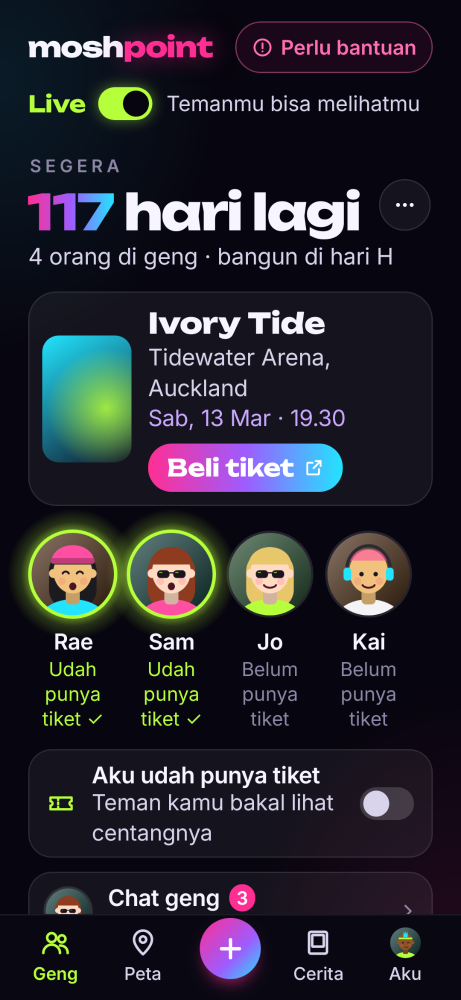 moshpoint
Perlu bantuan
Live
Temanmu bisa melihatmu
SEGERA
117 hari lagi
4 orang di geng · bangun di hari H
Ivory Tide
Tidewater Arena,
Auckland
Sab, 13 Mar · 19.30
Beli tiket
Rae
Udah
punya
tiket ✓
Sam
Udah
punya
tiket ✓
Jo
Belum
punya
tiket
Kai
Belum
punya
tiket
Aku udah punya tiket
Teman kamu bakal lihat
centangnya
Chat geng 3
Geng
Peta
Cerita
Aku